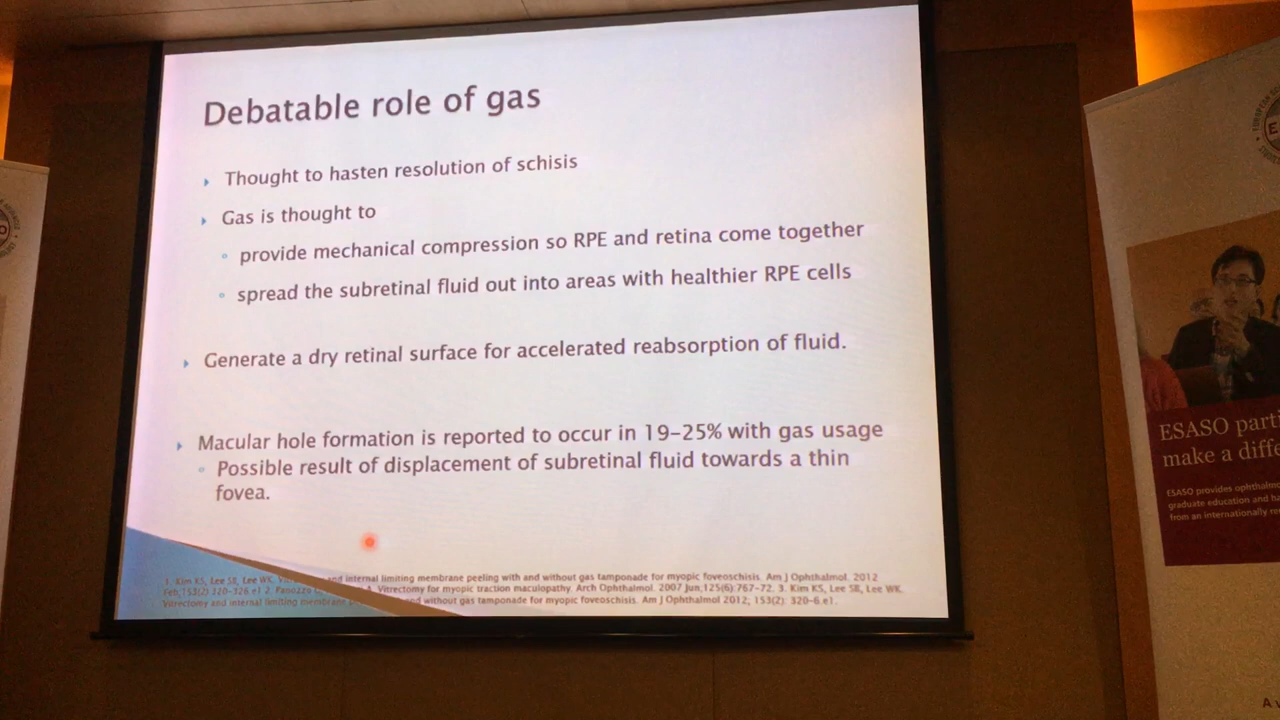 Debatable role of gas
Thought to hasten resolution of schisis
Gas is thought to
provide mechanical compression so RPE and retina come together
spread the subretinal fluid out into areas with healthier RPE cells
Generate a dry retinal surface for accelerated reabsorption of fluid.
Macular hole formation is reported to occur in 19-25% with gas usage
Possible result of displacement of subretinal fluid towards a thin
fovea.
1. Kim KS, Lee SB, Lee WK. and internal limiting membrane peeling with and without gas tamponade for myopic foveoschisis. Am J Ophthalmol. 2012
Feb;153(2) 320-326.e1 2. Panozzo Vitrectomy for myopic traction maculopathy. Arch Ophthalmol. 2007 Jun;125(6):767-72. 3. Kim KS, Lee SB, Lee WK.
Vitrectomy and internal limiting membrane and without gas tamponade for myopic foveoschisis. Am J Ophthalmol 2012; 153(2): 320-6.e1.
ESASO part
make a diffe
ESASO provides ophthalmo
graduate education and ha
from an internationally re